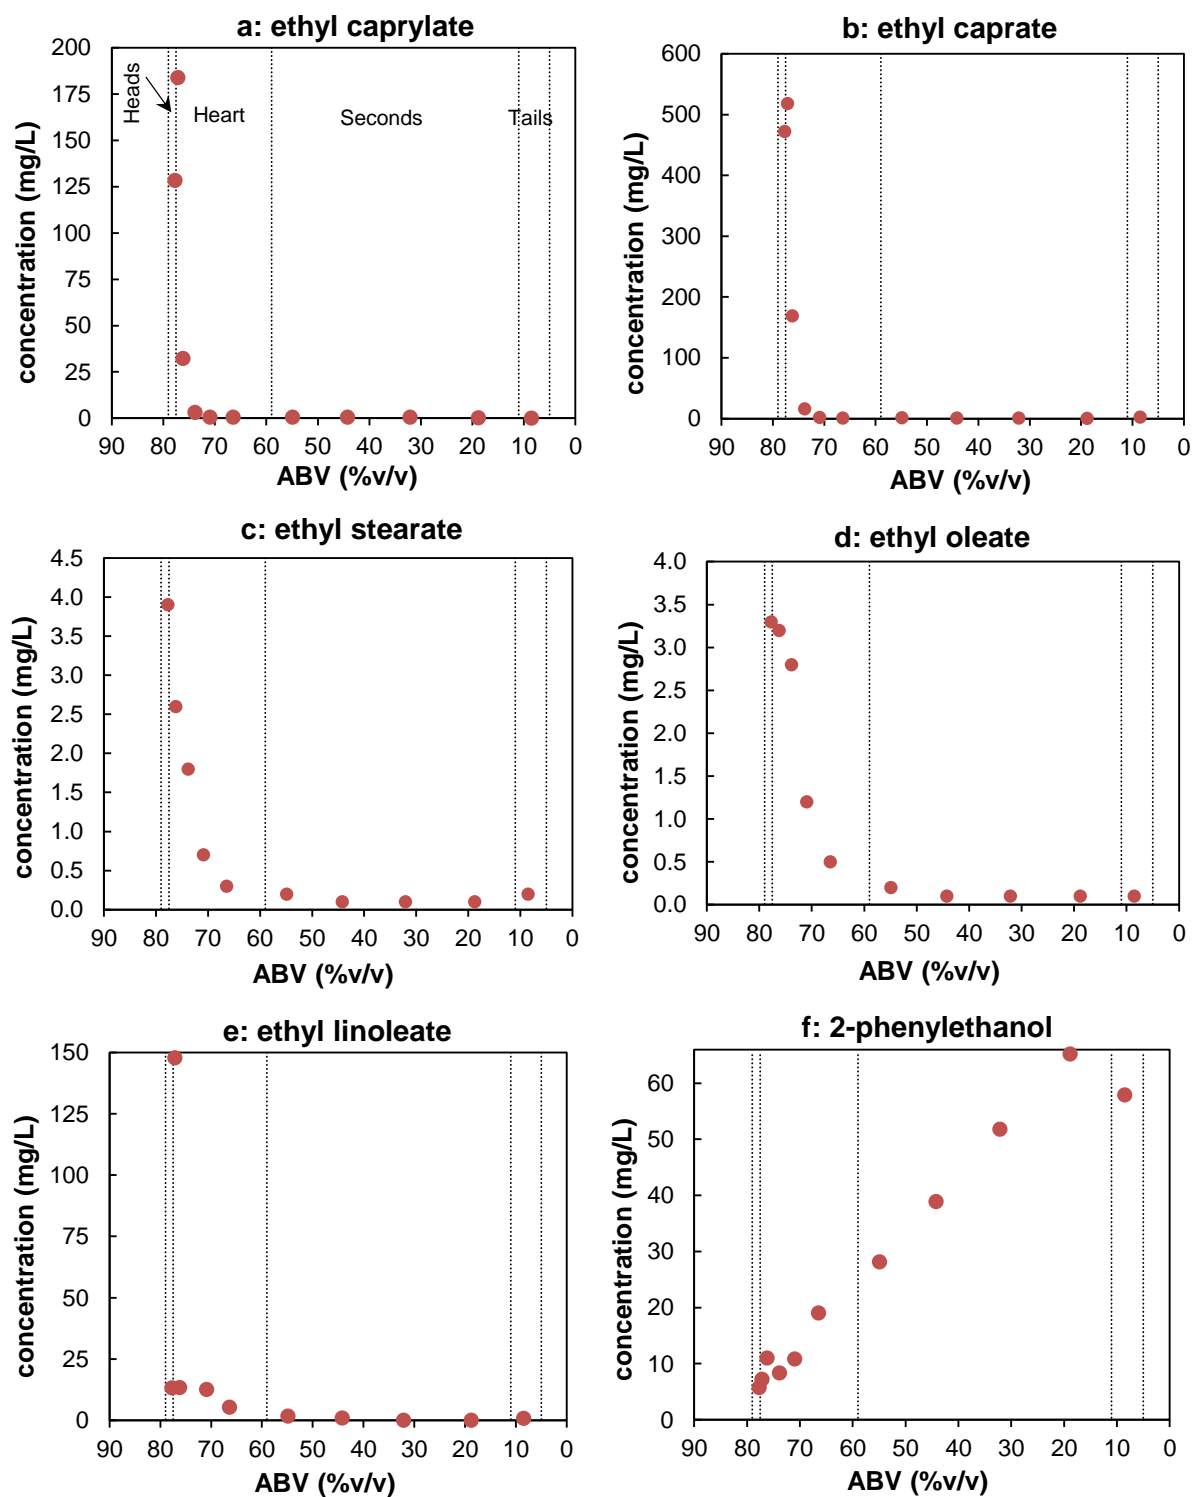 a: ethyl caprylate
concentration (mg/L)
200
175
150
125
100
75
50
25
0
Heads
Heart
Seconds
Tails
90 80 70 60 50 40 30 20 10 0
ABV (%v/v)
b: ethyl caprate
concentration (mg/L)
600
500
400
300
200
100
0
90 80 70 60 50 40 30 20 10 0
ABV (%v/v)
c: ethyl stearate
concentration (mg/L)
4.5
4.0
3.5
3.0
2.5
2.0
1.5
1.0
0.5
0.0
90 80 70 60 50 40 30 20 10 0
ABV (%v/v)
d: ethyl oleate
concentration (mg/L)
4.0
3.5
3.0
2.5
2.0
1.5
1.0
0.5
0.0
90 80 70 60 50 40 30 20 10 0
ABV (%v/v)
e: ethyl linoleate
concentration (mg/L)
150
125
100
75
50
25
0
90 80 70 60 50 40 30 20 10 0
ABV (%v/v)
f: 2-phenylethanol
concentration (mg/L)
60
50
40
30
20
10
0
90 80 70 60 50 40 30 20 10 0
ABV (%v/v)